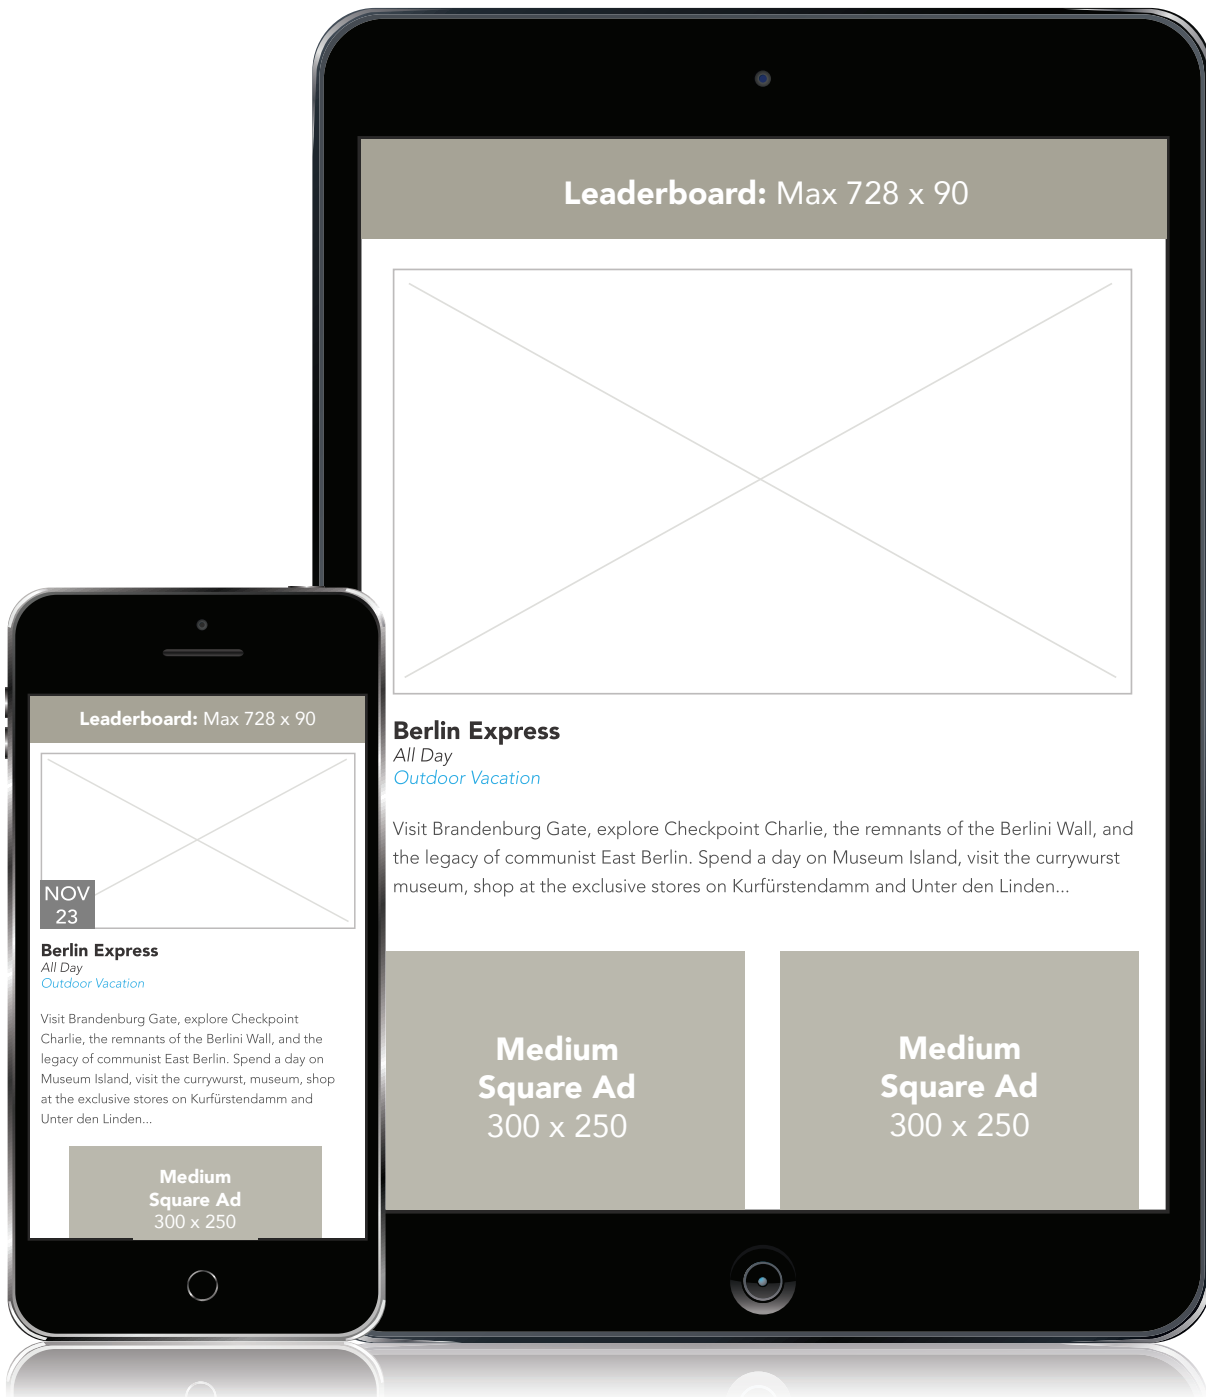 Leaderboard: Max 728 x 90
Berlin Express
All Day
Outdoor Vacation
Visit Brandenburg Gate, explore Checkpoint Charlie, the remnants of the Berlini Wall, and
the legacy of communist East Berlin. Spend a day on Museum Island, visit the currywurst
museum, shop at the exclusive stores on Kurfürstendamm and Unter den Linden...
Medium
Square Ad
300 x 250
Medium
Square Ad
300 x 250
Leaderboard: Max 728 x 90
NOV
23
Berlin Express
All Day
Outdoor Vacation
Visit Brandenburg Gate, explore Checkpoint
Charlie, the remnants of the Berlini Wall, and the
legacy of communist East Berlin. Spend a day on
Museum Island, visit the currywurst, museum, shop
at the exclusive stores on Kurfürstendamm and
Unter den Linden...
Medium
Square Ad
300 x 250